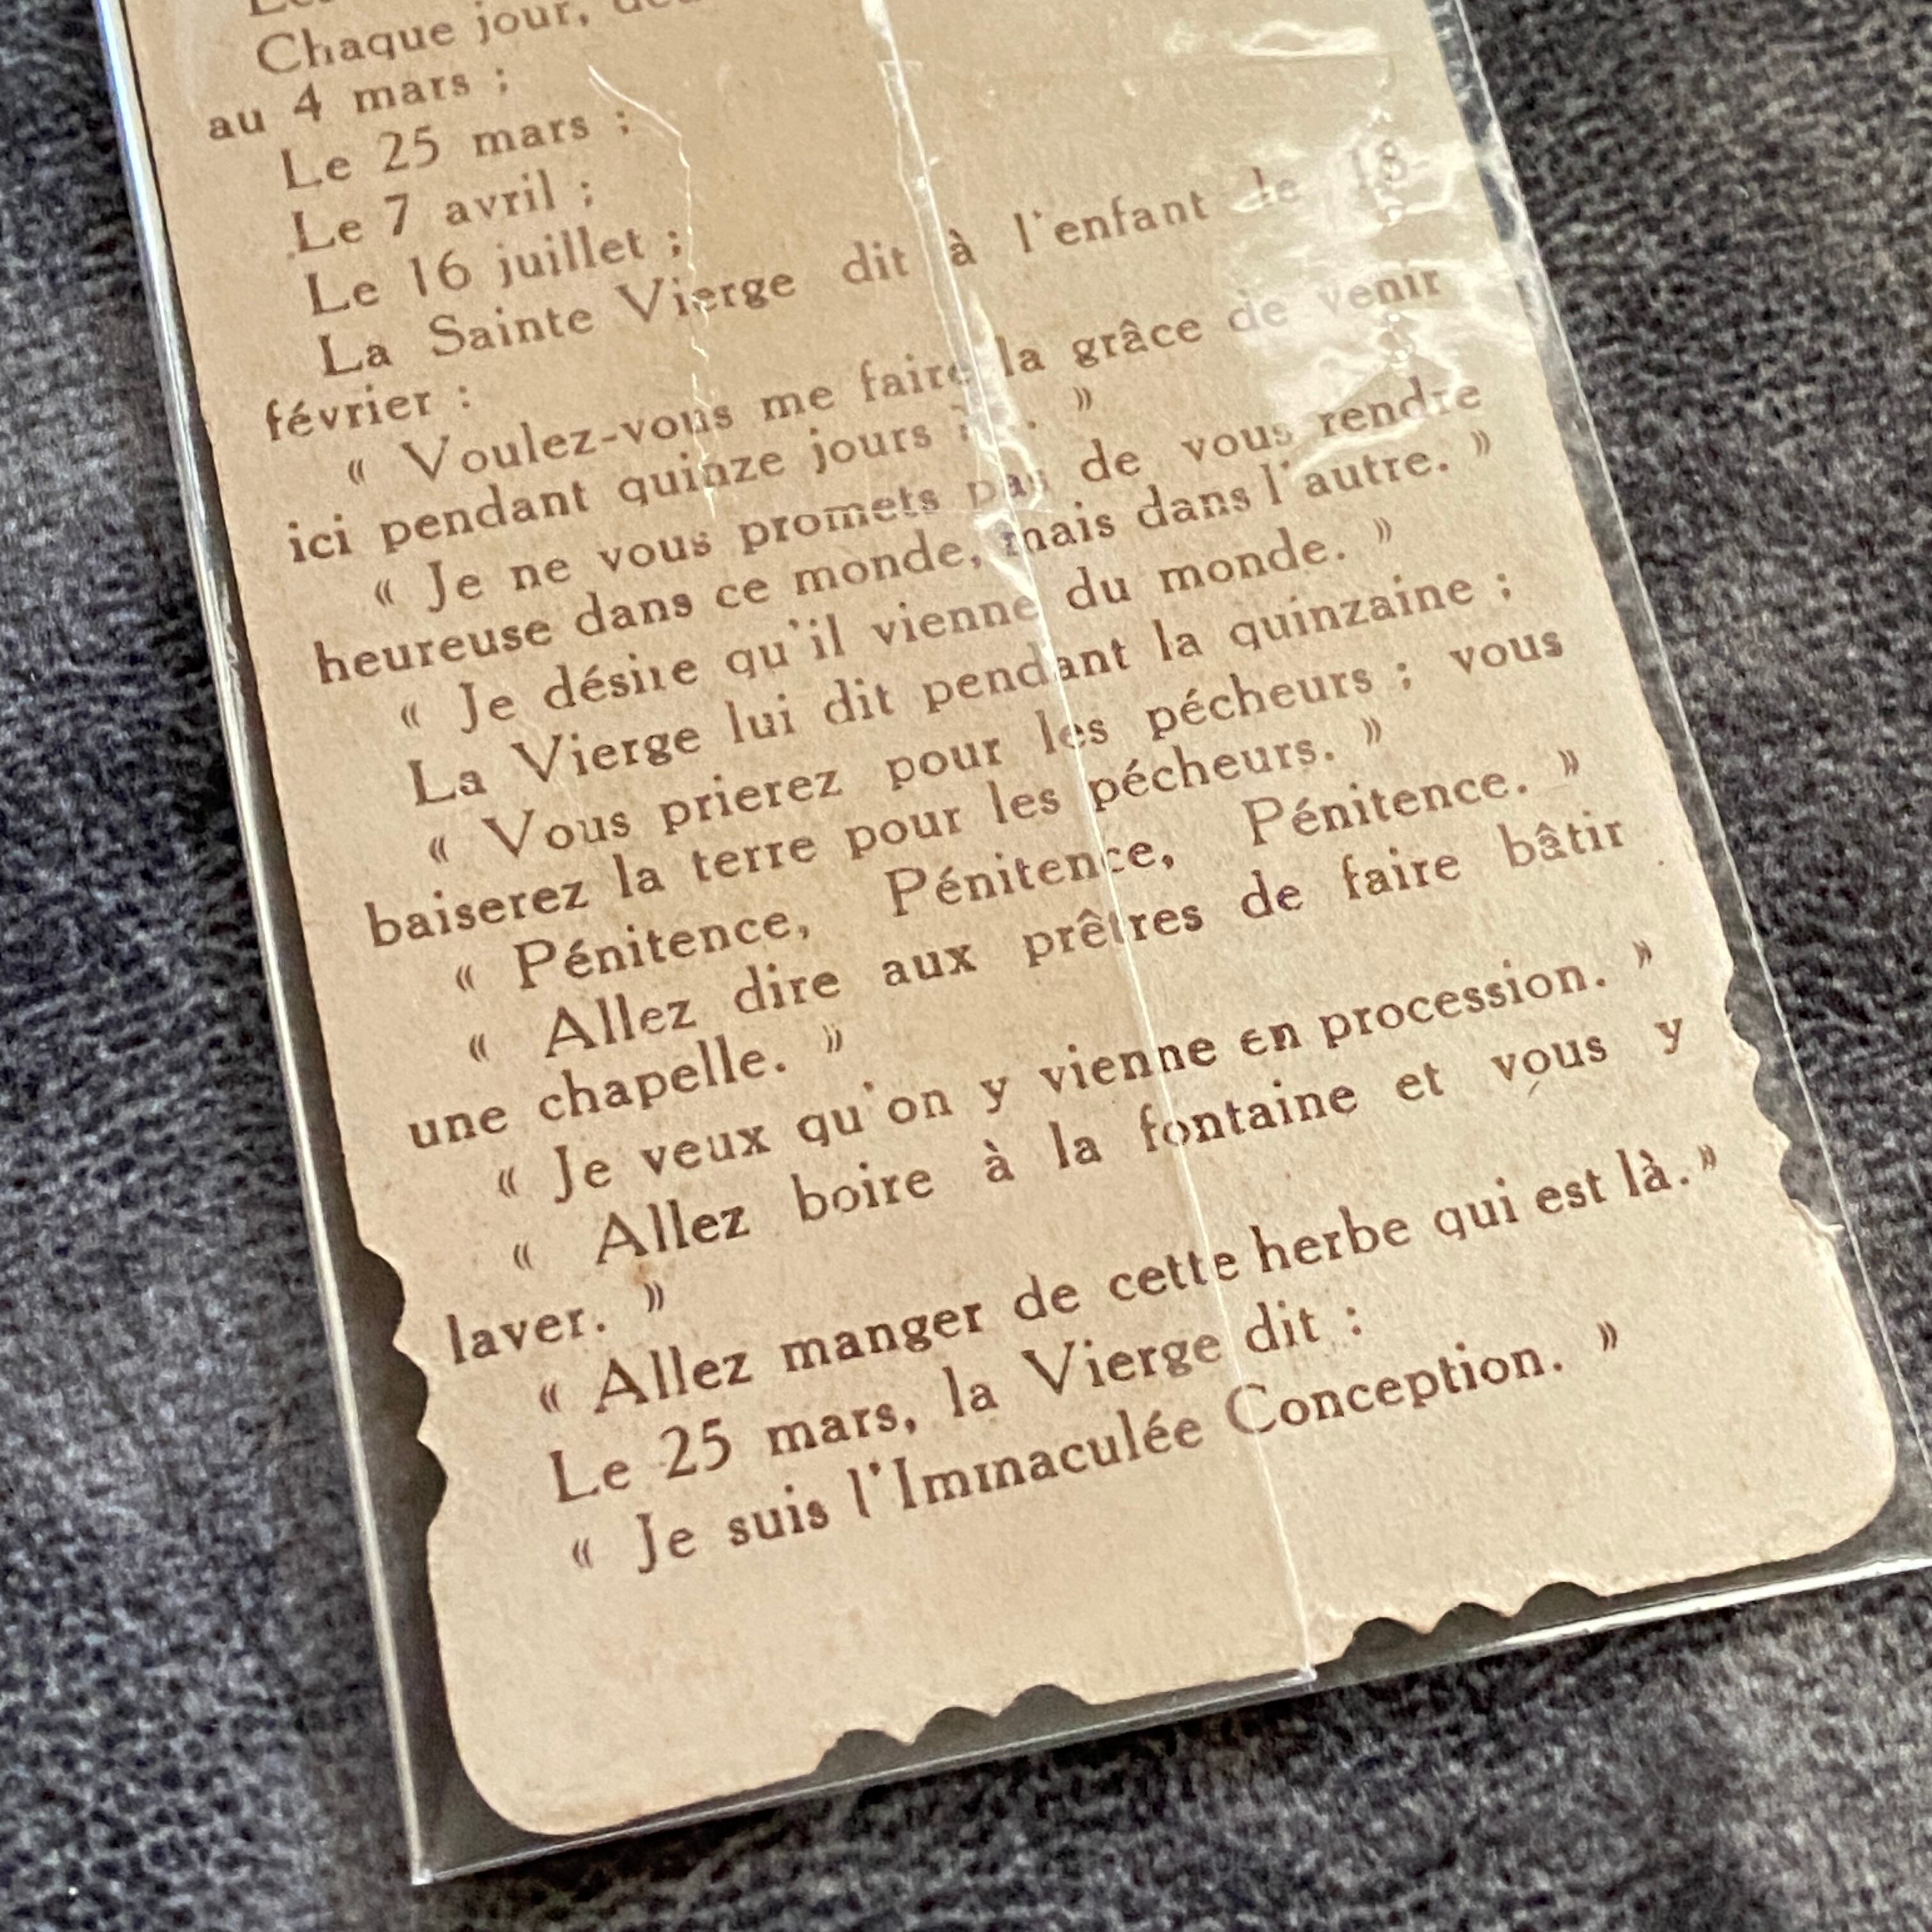 Chaque jour,
au 4 mars ;
Le 25 mars ;
Le 7 avril ;
Le 16 juillet ;
La Sainte Vierge dit à l'enfant le 18
février :
« Voulez-vous me faire la grâce de venir
ici pendant quinze jours . »
« Je ne vous promets pas de vous rendre
heureuse dans ce monde, mais dans l'autre. »
« Je désire qu'il vienne du monde. »
La Vierge lui dit pendant la quinzaine ;
« Vous prierez pour les pécheurs ; vous
baiserez la terre pour les pécheurs. »
« Pénitence, Pénitence, Pénitence. »
« Allez dire aux prêtres de faire bâtir
une chapelle. »
« Je veux qu'on y vienne en procession. »
« Allez boire à la fontaine et vous y
laver. »
« Allez manger de cette herbe qui est là. »
Le 25 mars, la Vierge dit :
« Je suis l'Immaculée Conception. »